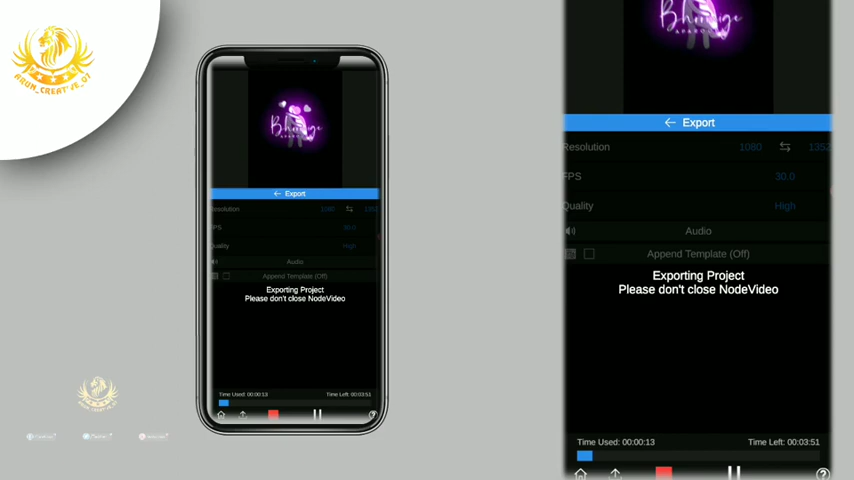 ARUN_CREATIVE_01
Bhoomige
← Export
Resolution 1080 1352
FPS 30.0
Quality High
Audio
Append Template (Off)
Exporting Project
Please don't close NodeVideo
Time Used: 00:00:13 Time Left: 00:03:51
← Export
Resolution 1080 1352
FPS 30.0
Quality High
Audio
Append Template (Off)
Exporting Project
Please don't close NodeVideo
Time Used: 00:00:13 Time Left: 00:03:51